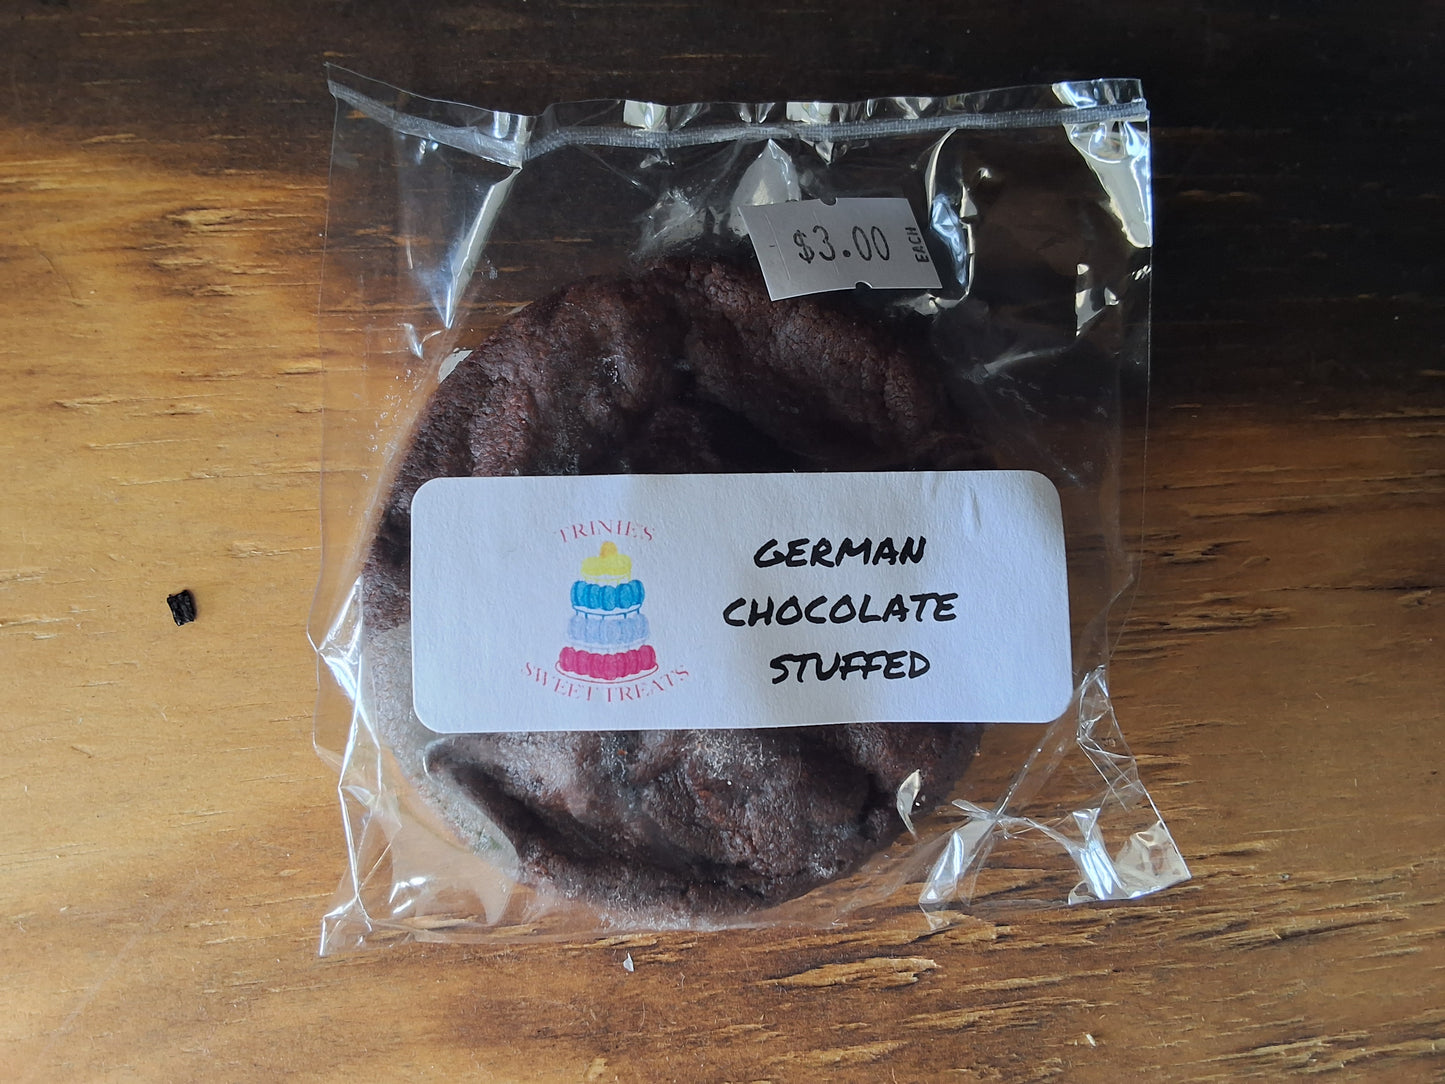 $3.00 EACH
TRINIE'S
SWEET TREATS
GERMAN
CHOCOLATE
STUFFED